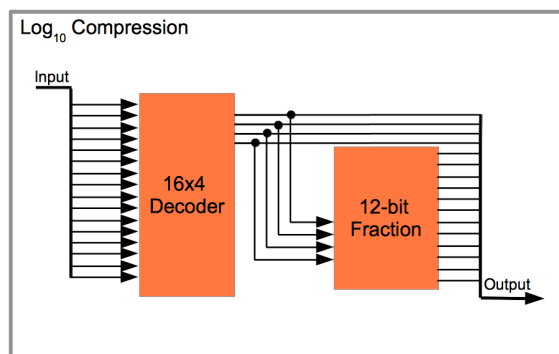 Log10 Compression
Input
16x4
Decoder
12-bit
Fraction
Output